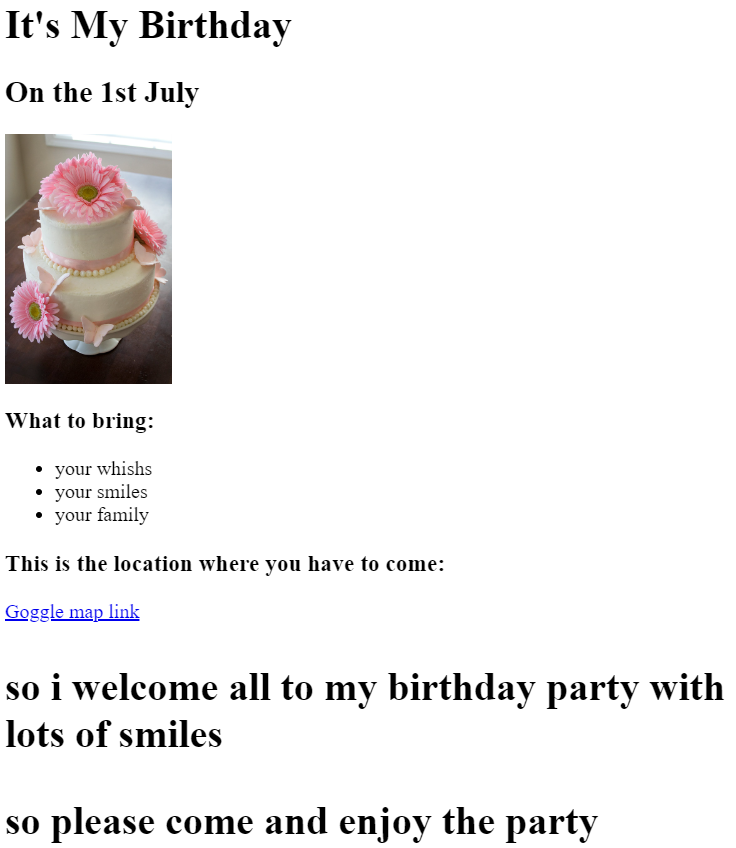 It's My Birthday
On the 1st July
What to bring:
your whishs
your smiles
your family
This is the location where you have to come:
Goggle map link
so i welcome all to my birthday party with
lots of smiles
so please come and enjoy the party